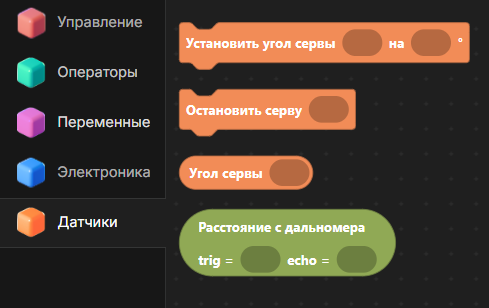 Управление
Операторы
Переменные
Электроника
Датчики
Установить угол сервы на °
Остановить серву
Угол сервы
Расстояние с дальномера
trig = echo =